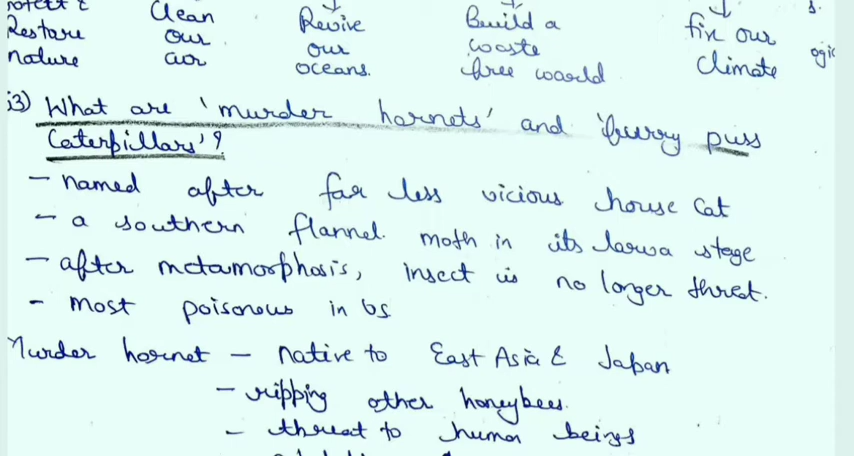 Clean Revive Build a fix our s.
Restore our our waste climate ogic
nature air oceans. free world
i3) What are 'murder hornets' and 'furry puss
Caterpillars'?
- named after far less vicious house cat
- a southern flannel moth in its larva stage
- after metamorphosis, insect is no longer thret.
- most poisonous in US
Murder hornet - native to East Asia & Japan
- ripping other honeybees.
- threat to human beings